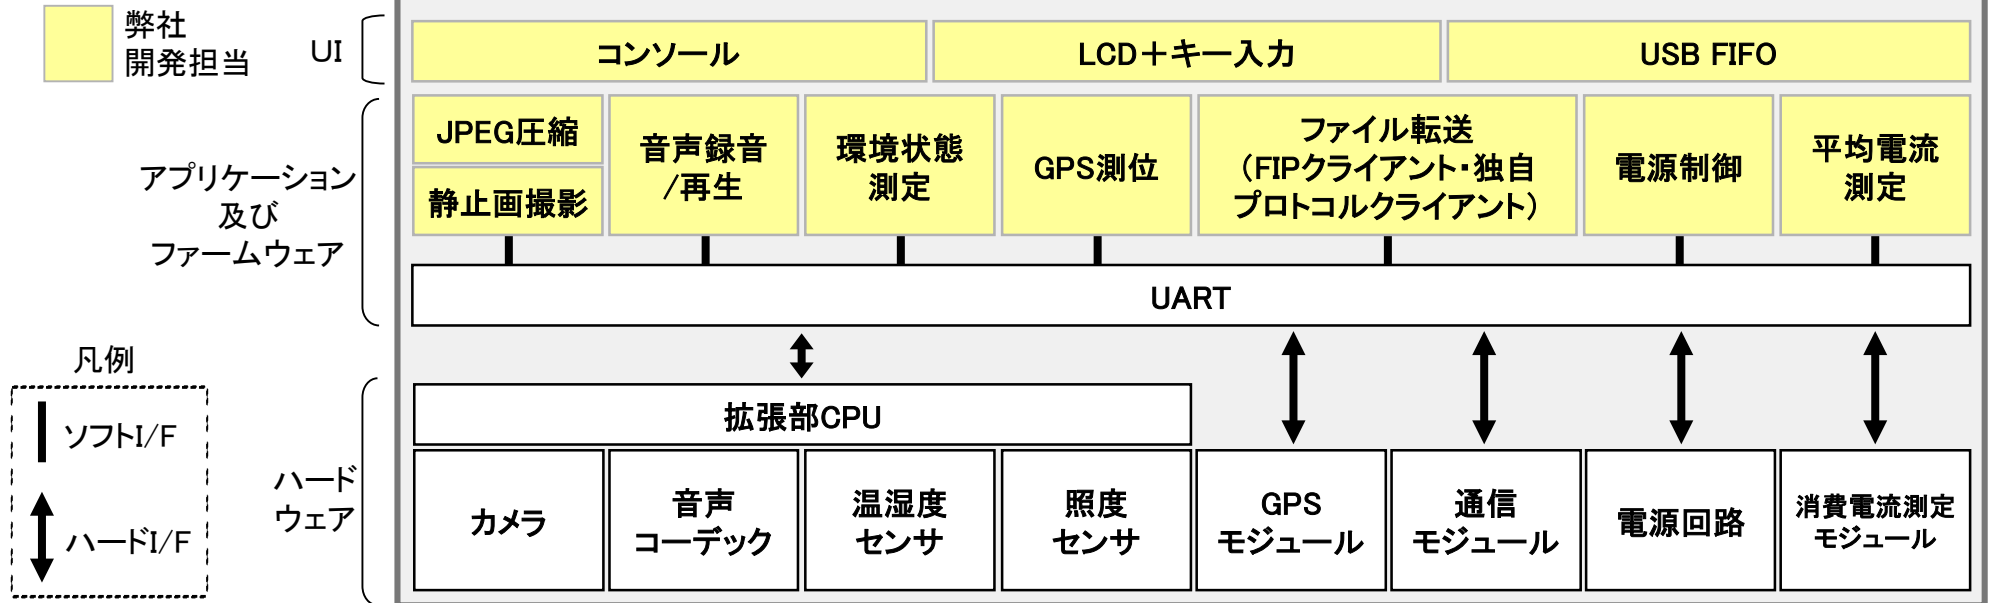 弊社
開発担当
UI
コンソール
LCD＋キー入力
USB FIFO
アプリケーション
及び
ファームウェア
JPEG圧縮
静止画撮影
音声録音
/再生
環境状態
測定
GPS測位
ファイル転送
（FIPクライアント・独自
プロトコルクライアント）
電源制御
平均電流
測定
UART
凡例
ソフトI/F
ハードI/F
ハード
ウェア
拡張部CPU
カメラ
音声
コーデック
温湿度
センサ
照度
センサ
GPS
モジュール
通信
モジュール
電源回路
消費電流測定
モジュール